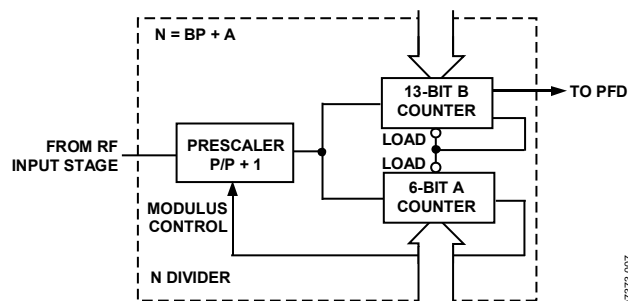 N = BP + A
13-BIT B
COUNTER
TO PFD
FROM RF
INPUT STAGE
PRESCALER
P/P + 1
LOAD
LOAD
6-BIT A
COUNTER
MODULUS
CONTROL
N DIVIDER